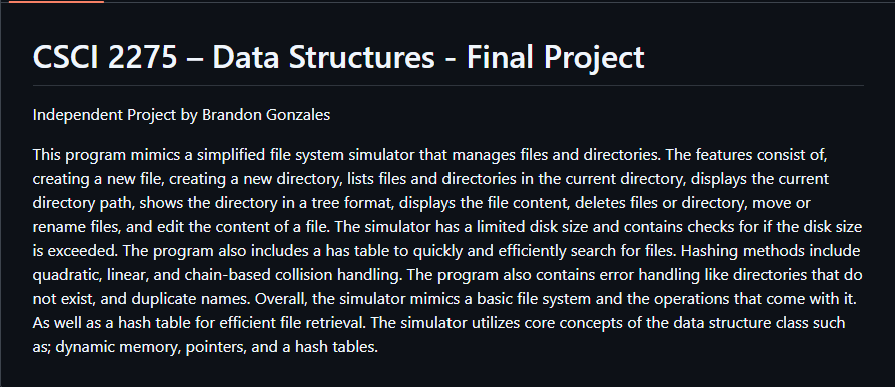 CSCI 2275 – Data Structures - Final Project
Independent Project by Brandon Gonzales
This program mimics a simplified file system simulator that manages files and directories. The features consist of,
creating a new file, creating a new directory, lists files and directories in the current directory, displays the current
directory path, shows the directory in a tree format, displays the file content, deletes files or directory, move or
rename files, and edit the content of a file. The simulator has a limited disk size and contains checks for if the disk size
is exceeded. The program also includes a has table to quickly and efficiently search for files. Hashing methods include
quadratic, linear, and chain-based collision handling. The program also contains error handling like directories that do
not exist, and duplicate names. Overall, the simulator mimics a basic file system and the operations that come with it.
As well as a hash table for efficient file retrieval. The simulator utilizes core concepts of the data structure class such
as; dynamic memory, pointers, and a hash tables.